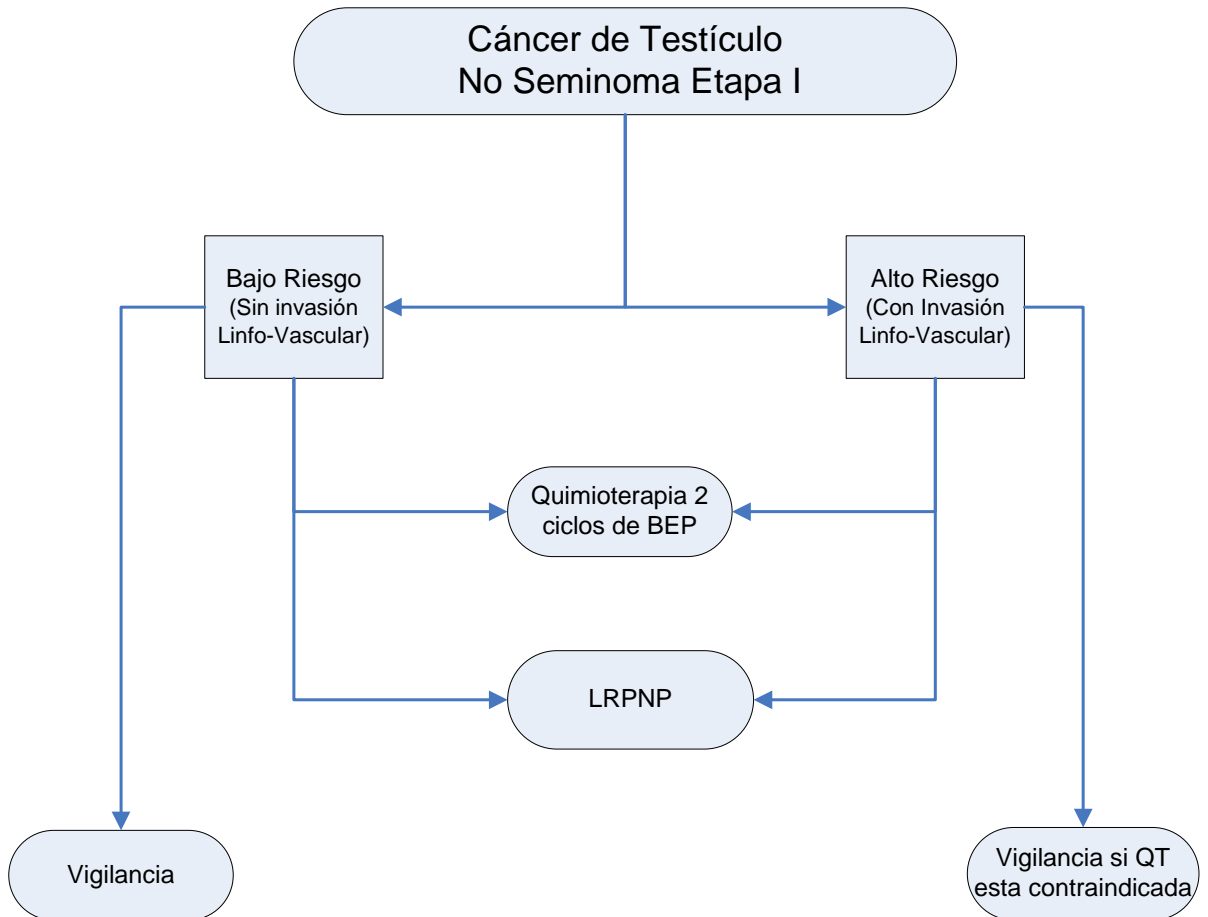 Cáncer de Testículo
No Seminoma Etapa I
Bajo Riesgo
(Sin invasión
Linfo-Vascular)
Alto Riesgo
(Con Invasión
Linfo-Vascular)
Quimioterapia 2
ciclos de BEP
LRPNP
Vigilancia
Vigilancia si QT
esta contraindicada